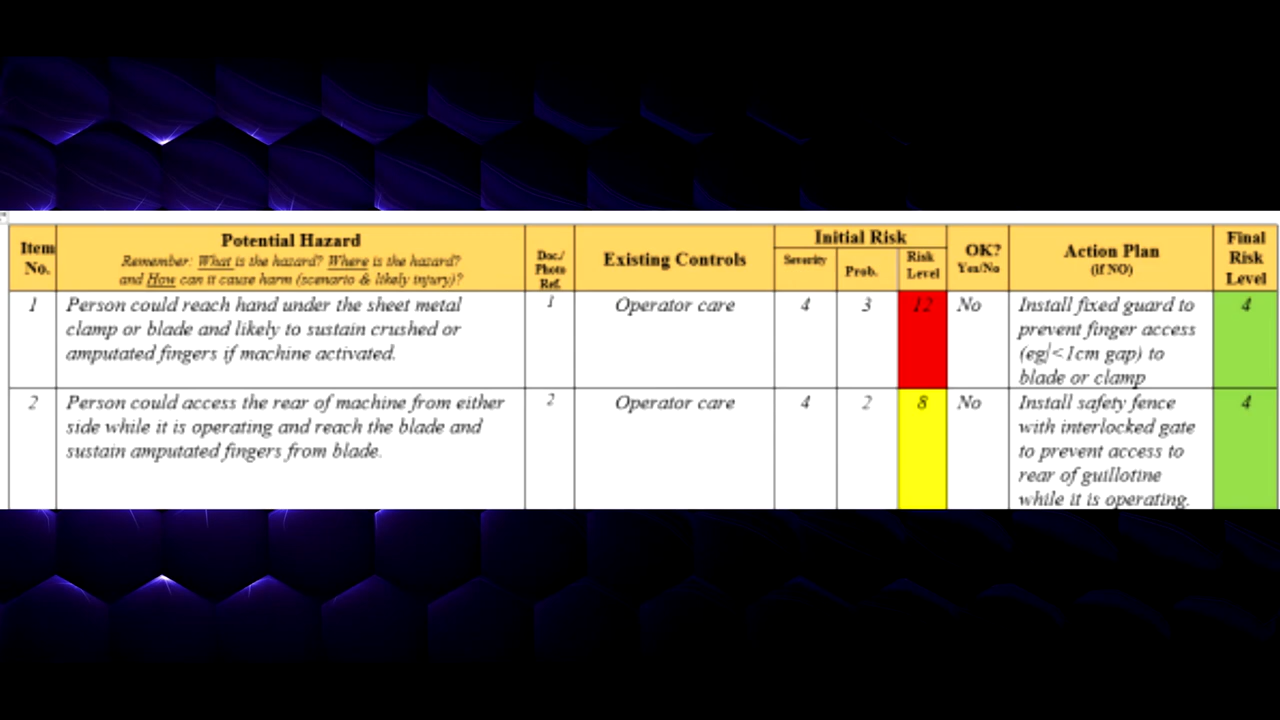 Item No.
Potential Hazard
Remember: What is the hazard? Where is the hazard?
and How can it cause harm (scenario & likely injury)?
Doc./
Photo
Ref.
Existing Controls
Initial Risk
Severity
Prob.
Risk
Level
OK?
Yes/No
Action Plan
(if NO)
Final
Risk
Level
1
Person could reach hand under the sheet metal
clamp or blade and likely to sustain crushed or
amputated fingers if machine activated.
1
Operator care
4
3
12
No
Install fixed guard to
prevent finger access
(eg < 1cm gap) to
blade or clamp
4
2
Person could access the rear of machine from either
side while it is operating and reach the blade and
sustain amputated fingers from blade.
2
Operator care
4
2
8
No
Install safety fence
with interlocked gate
to prevent access to
rear of guillotine
while it is operating.
4